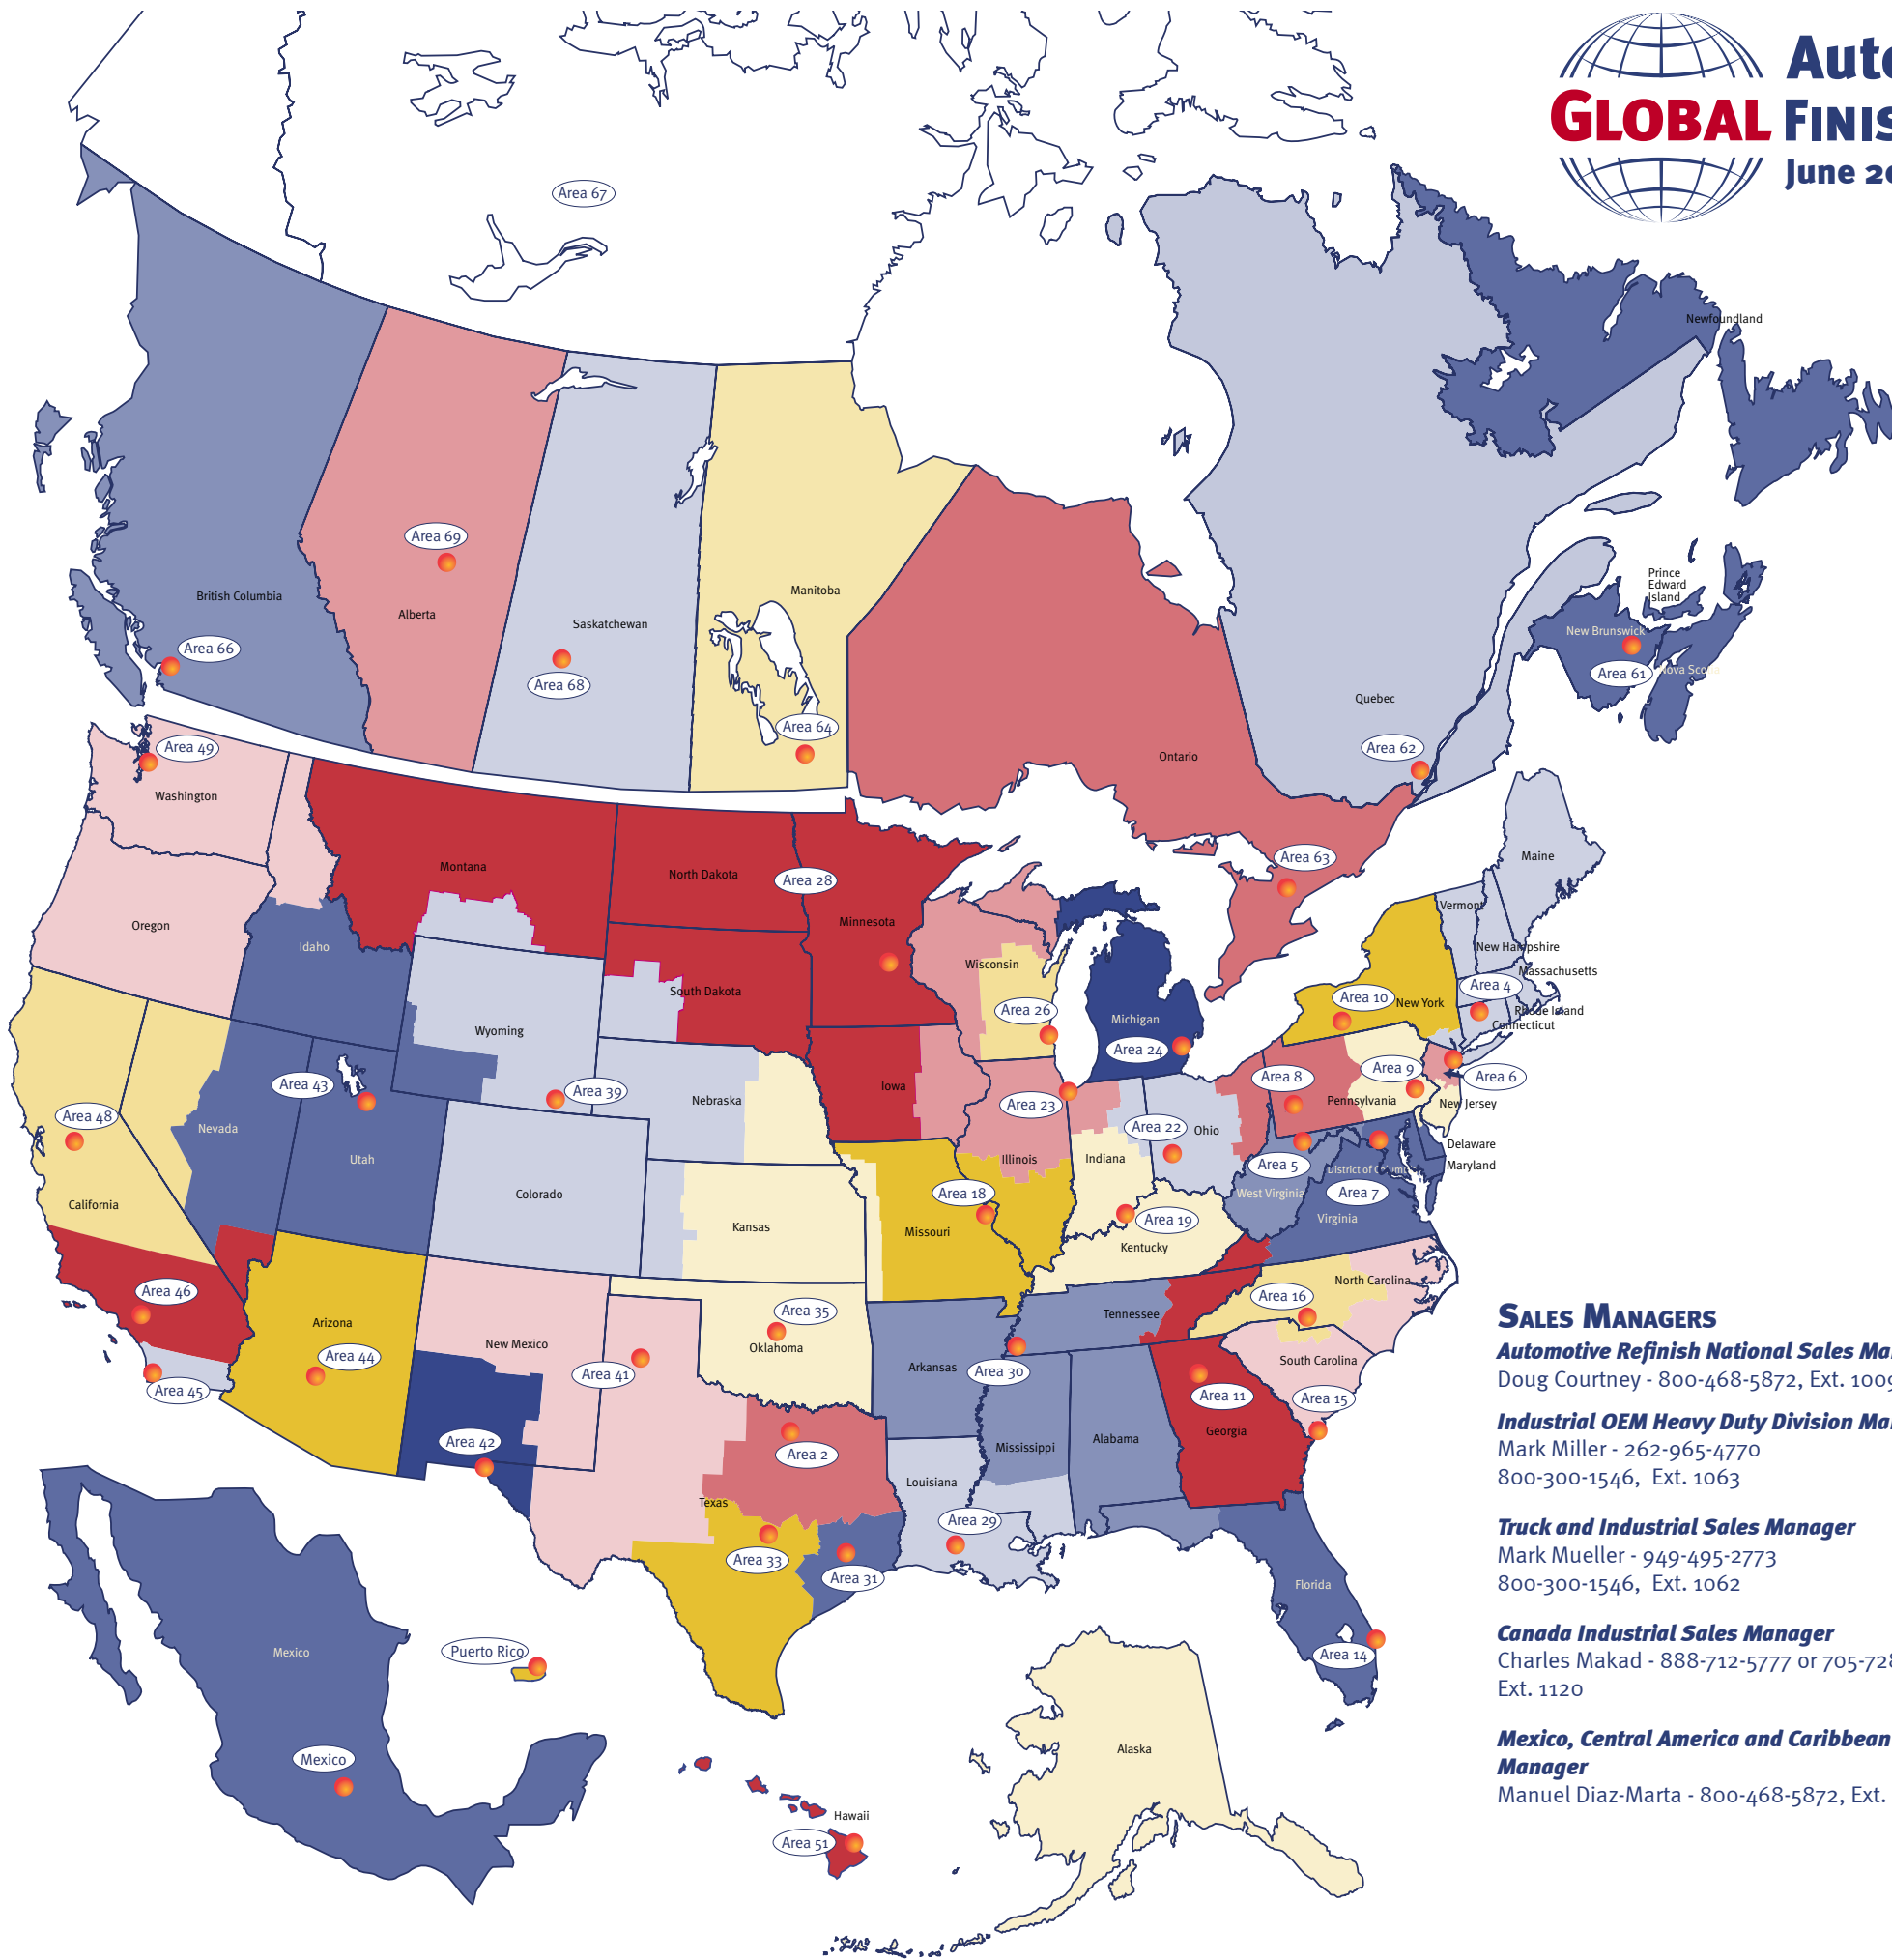 Auto
GLOBAL FINIS
June 20
Area 67
Newfoundland
Area 69
British Columbia
Alberta
Saskatchewan
Manitoba
Prince
Edward
Island
New Brunswick
Area 61
Nova Sco
Area 66
Area 68
Area 64
Quebec
Area 62
Ontario
Area 49
Washington
Area 63
Maine
Montana
North Dakota
Area 28
Minnesota
Oregon
Idaho
Vermont
New Hampshire
Wisconsin
Massachusetts
South Dakota
Area 4
Area 10
New York
Rhode Island
Connecticut
Area 26
Michigan
Area 24
Wyoming
Area 43
Area 39
Iowa
Nebraska
Area 23
Area 8
Area 9
Area 6
Pennsylvania
New Jersey
Area 48
Nevada
Utah
Area 22
Ohio
Delaware
Maryland
Illinois
Indiana
Area 5
District of Colum
Colorado
Area 18
West Virginia
Area 7
Virginia
California
Kansas
Missouri
Area 19
Kentucky
North Carolina
Area 46
Area 16
Area 35
Tennessee
Arizona
Oklahoma
New Mexico
Area 44
Area 41
Arkansas
Area 30
South Carolina
Area 45
Area 11
Area 15
Georgia
Area 42
Area 2
Mississippi
Alabama
Louisiana
Texas
Area 29
Area 33
Area 31
Florida
Area 14
Mexico
Puerto Rico
Mexico
Alaska
Hawaii
Area 51
SALES MANAGERS
Automotive Refinish National Sales Ma
Doug Courtney - 800-468-5872, Ext. 1009
Industrial OEM Heavy Duty Division Ma
Mark Miller - 262-965-4770
800-300-1546, Ext. 1063
Truck and Industrial Sales Manager
Mark Mueller - 949-495-2773
800-300-1546, Ext. 1062
Canada Industrial Sales Manager
Charles Makad - 888-712-5777 or 705-728
Ext. 1120
Mexico, Central America and Caribbean
Manager
Manuel Diaz-Marta - 800-468-5872, Ext.